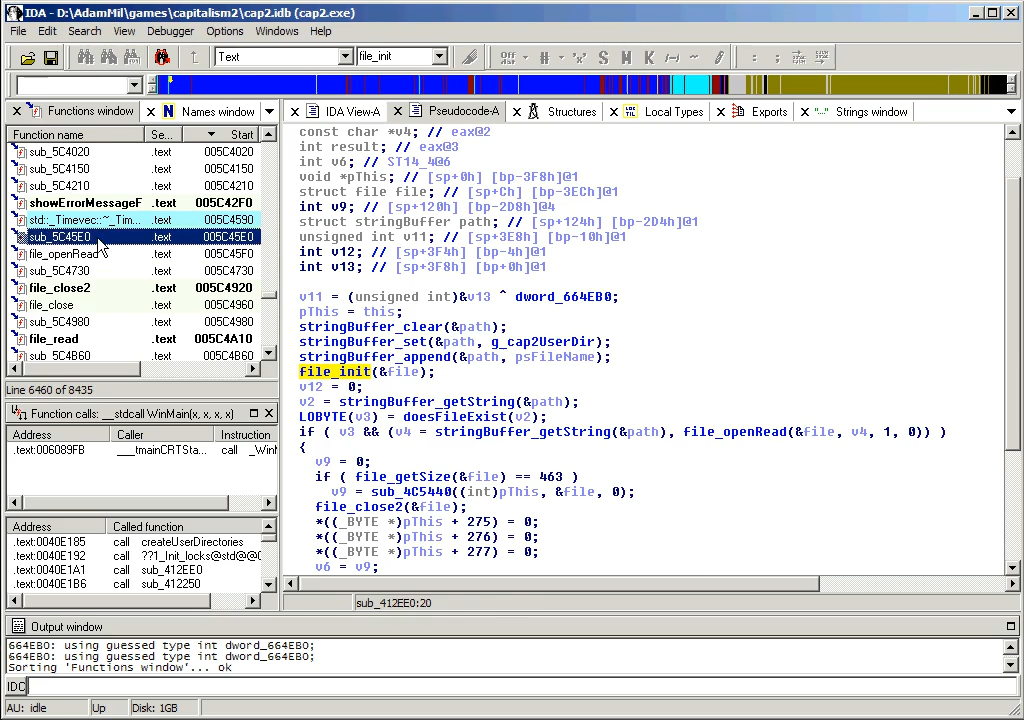 IDA - D:\AdamMil\games\capitalism2\cap2.idb (cap2.exe)
File Edit Search View Debugger Options Windows Help
Text file_init
Functions window Names window IDA View-A Pseudocode-A Structures Local Types Exports Strings window
Function name Se... Start
sub_5C4020 .text 005C4020
sub_5C4150 .text 005C4150
sub_5C4210 .text 005C4210
showErrorMessageF .text 005C42F0
std::_Timevec::~_Tim... .text 005C4590
sub_5C45E0 .text 005C45E0
file_openRead .text 005C45F0
sub_5C4730 .text 005C4730
file_close2 .text 005C4920
file_close .text 005C4960
sub_5C4980 .text 005C4980
file_read .text 005C4A10
sub_5C4B60 .text 005C4B60
Line 6460 of 8435
Function calls: __stdcall WinMain(x, x, x, x)
Address Caller Instruction
.text:006089FB ___tmainCRTSta... call _WinM
Address Called function
.text:0040E185 call createUserDirectories
.text:0040E192 call ??1_Init_locks@std@@Q
.text:0040E1A1 call sub_412EE0
.text:0040E1B6 call sub_412250
const char *v4; // eax@2
int result; // eax@3
int v6; // ST14_4@6
void *pThis; // [sp+0h] [bp-3F8h]@1
struct file file; // [sp+Ch] [bp-3ECh]@1
int v9; // [sp+120h] [bp-2D8h]@4
struct stringBuffer path; // [sp+124h] [bp-2D4h]@1
unsigned int v11; // [sp+3E8h] [bp-10h]@1
int v12; // [sp+3F4h] [bp-4h]@1
int v13; // [sp+3F8h] [bp+0h]@1
v11 = (unsigned int)&v13 ^ dword_664EB0;
pThis = this;
stringBuffer_clear(&path);
stringBuffer_set(&path, g_cap2UserDir);
stringBuffer_append(&path, psFileName);
file_init(&file);
v12 = 0;
v2 = stringBuffer_getString(&path);
LOBYTE(v3) = doesFileExist(v2);
if ( v3 && (v4 = stringBuffer_getString(&path), file_openRead(&file, v4, 1, 0)) )
{
v9 = 0;
if ( file_getSize(&file) == 463 )
v9 = sub_4C5440((int)pThis, &file, 0);
file_close2(&file);
*((_BYTE *)pThis + 275) = 0;
*((_BYTE *)pThis + 276) = 0;
*((_BYTE *)pThis + 277) = 0;
v6 = v9;
sub_412EE0:20
Output window
664EB0: using guessed type int dword_664EB0;
664EB0: using guessed type int dword_664EB0;
Sorting 'Functions window'... ok
IDC
AU: idle Up Disk: 1GB